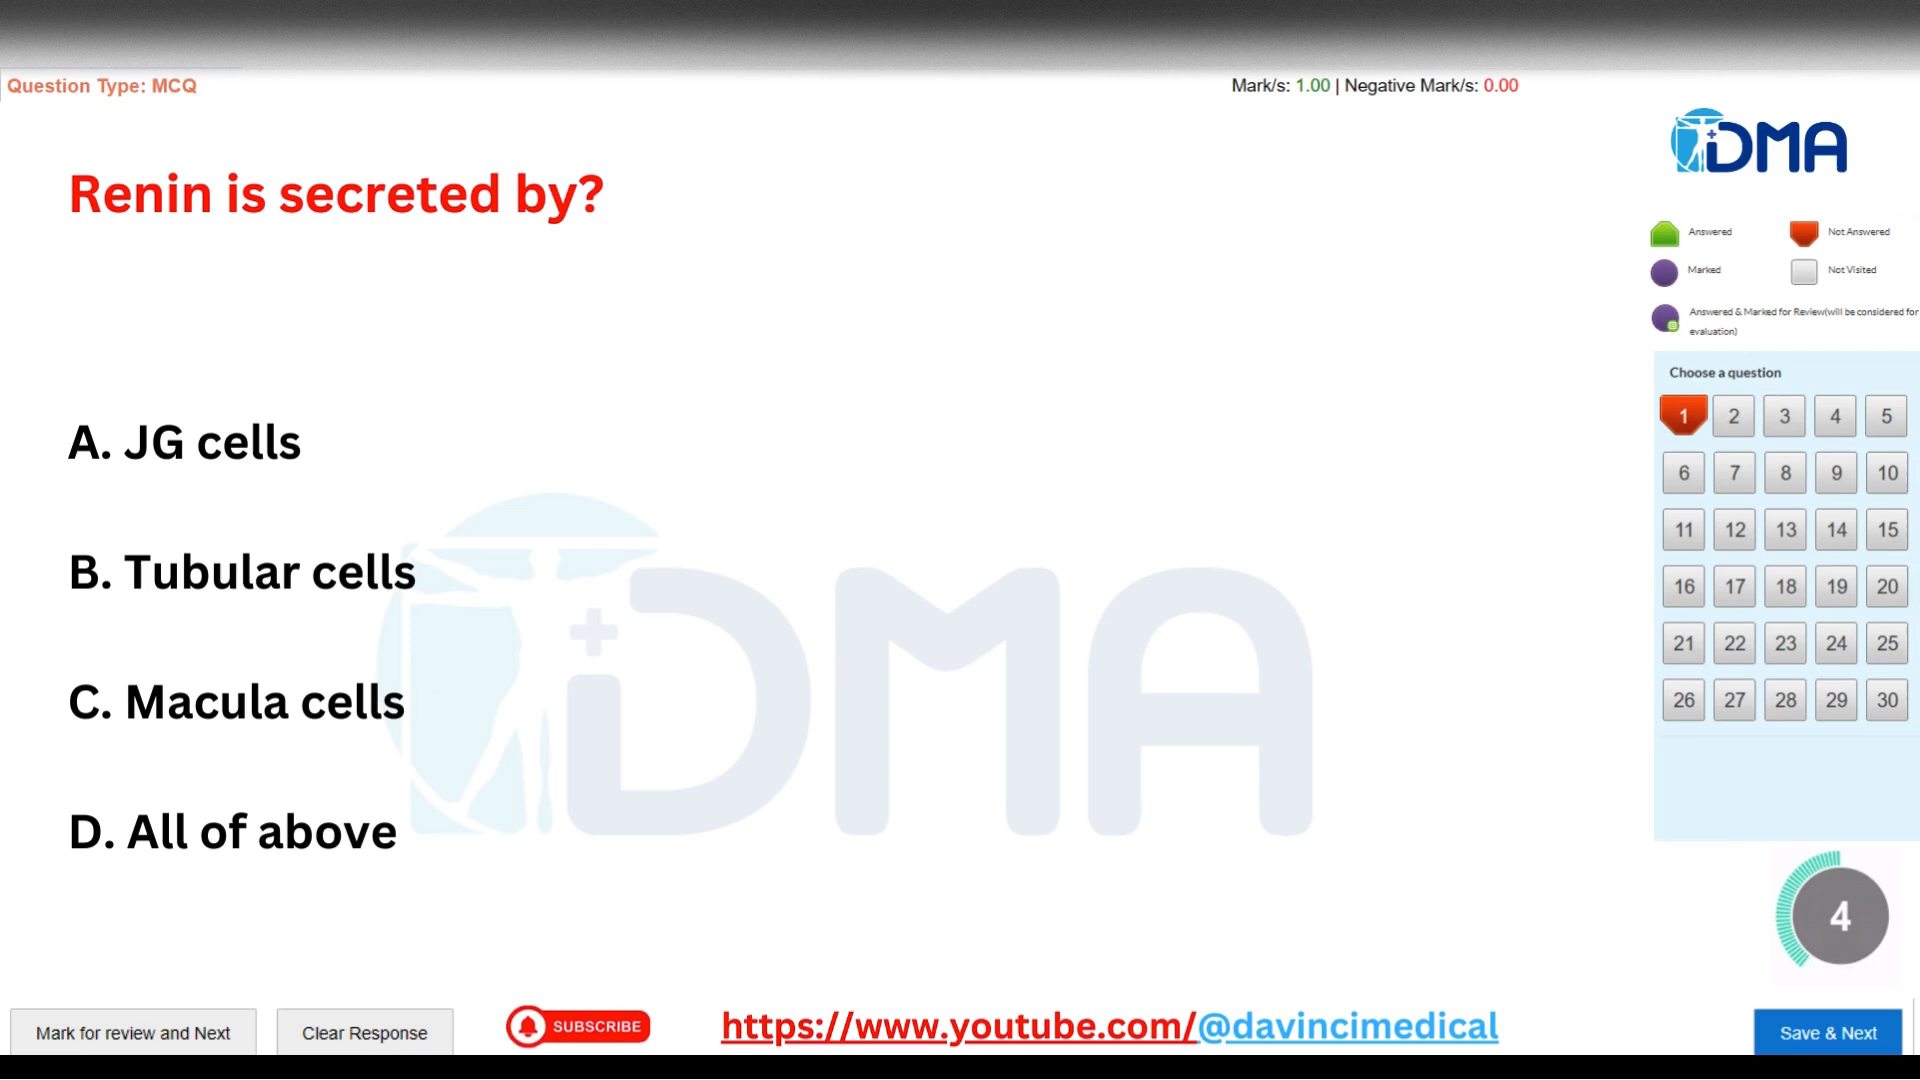 Question Type: MCQ
Mark/s: 1.00 | Negative Mark/s: 0.00
DMA
Renin is secreted by?
Answered
Not Answered
Marked
Not Visited
Answered & Marked for Review(will be considered for
evaluation)
Choose a question
1 2 3 4 5
6 7 8 9 10
11 12 13 14 15
16 17 18 19 20
21 22 23 24 25
26 27 28 29 30
A. JG cells
B. Tubular cells
C. Macula cells
D. All of above
DMA
4
Mark for review and Next
Clear Response
SUBSCRIBE
https://www.youtube.com/@davincimedical
Save & Next